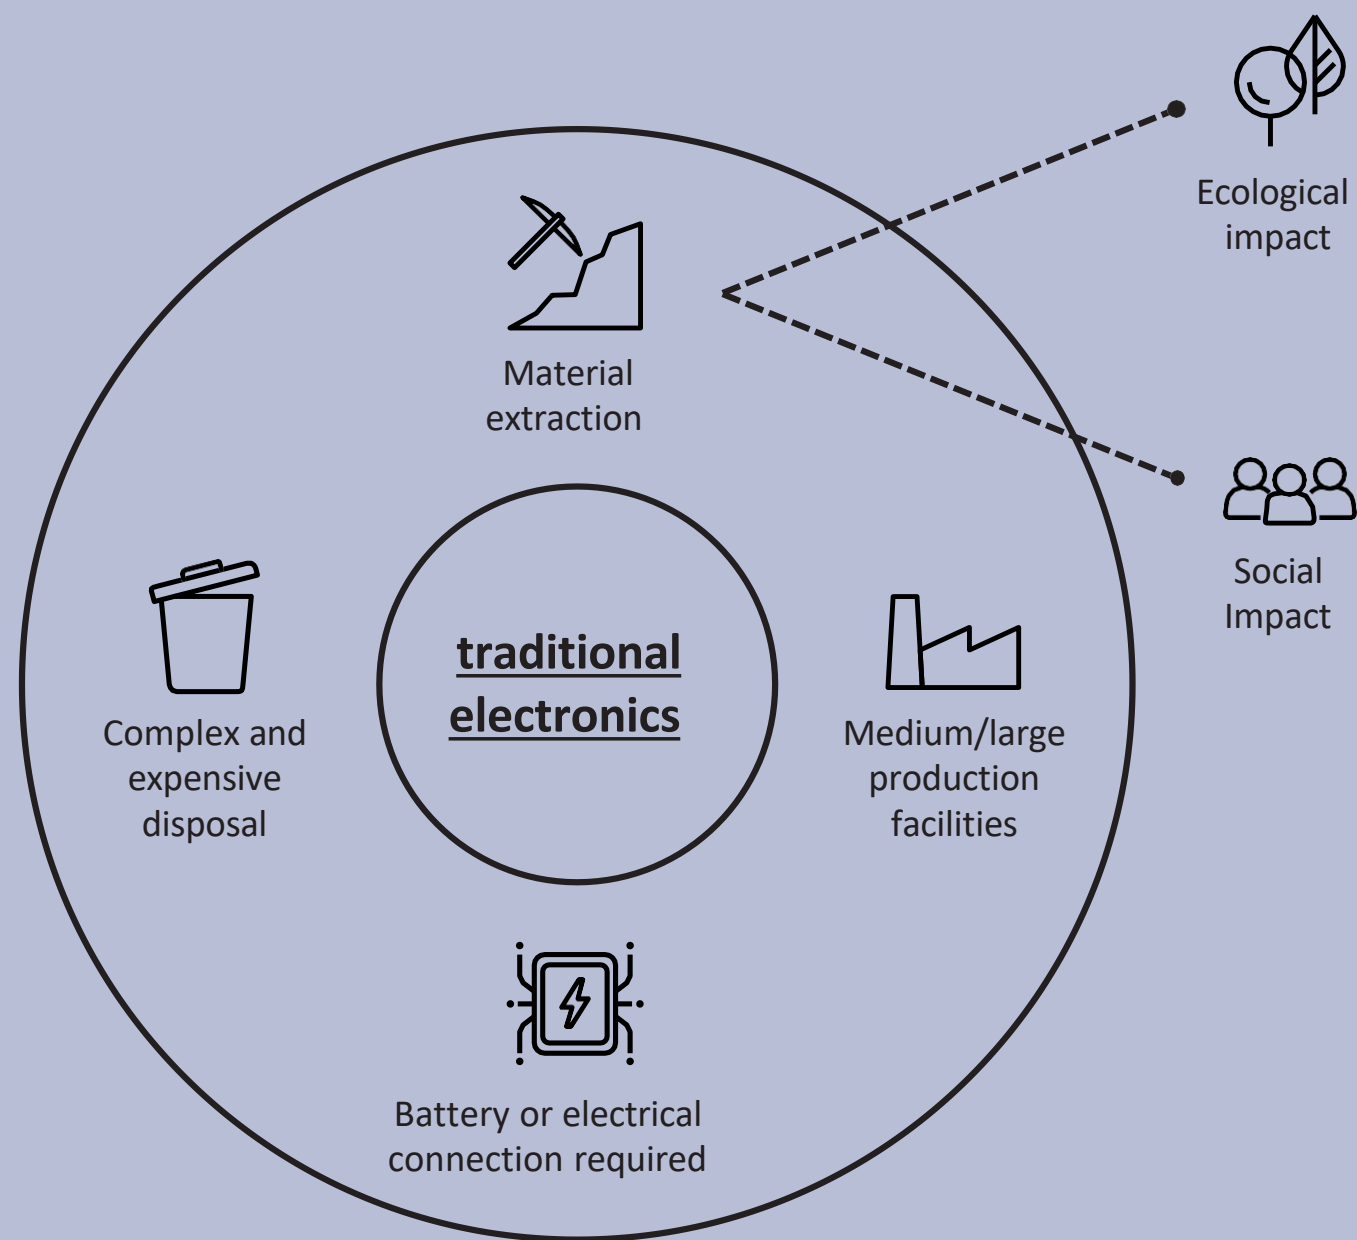 Ecological
impact
Material
extraction
Social
Impact
traditional
electronics
Complex and
expensive
disposal
Medium/large
production
facilities
Battery or electrical
connection required